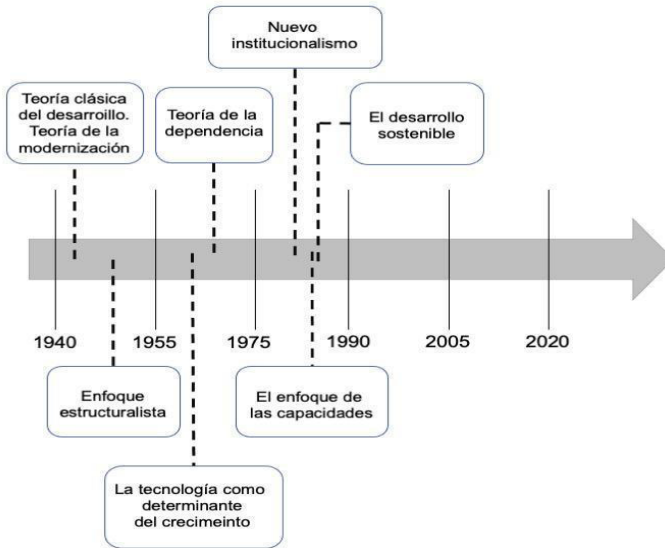 Nuevo
institucionalismo
Teoría clásica
del desarroillo.
Teoría de la
modernización
Teoría de la
dependencia
El desarrollo
sostenible
1940
1955
1975
1990
2005
2020
Enfoque
estructuralista
El enfoque de
las capacidades
La tecnología como
determinante
del crecimeinto